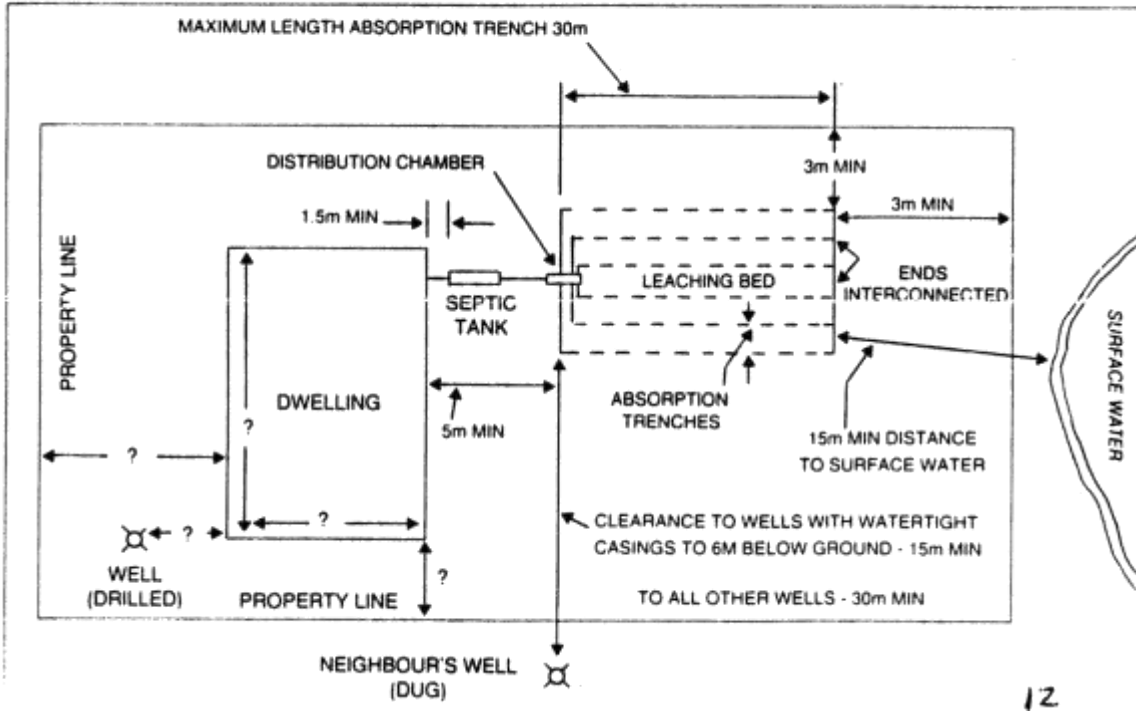 MAXIMUM LENGTH ABSORPTION TRENCH 30m
DISTRIBUTION CHAMBER
3m MIN
1.5m MIN
3m MIN
PROPERTY LINE
SEPTIC
TANK
LEACHING BED
ENDS
INTERCONNECTED
SURFACE WATER
DWELLING
?
5m MIN
ABSORPTION
TRENCHES
15m MIN DISTANCE
TO SURFACE WATER
?
?
?
CLEARANCE TO WELLS WITH WATERTIGHT
CASINGS TO 6M BELOW GROUND - 15m MIN
WELL
(DRILLED)
?
PROPERTY LINE
TO ALL OTHER WELLS - 30m MIN
NEIGHBOUR'S WELL
(DUG)
12